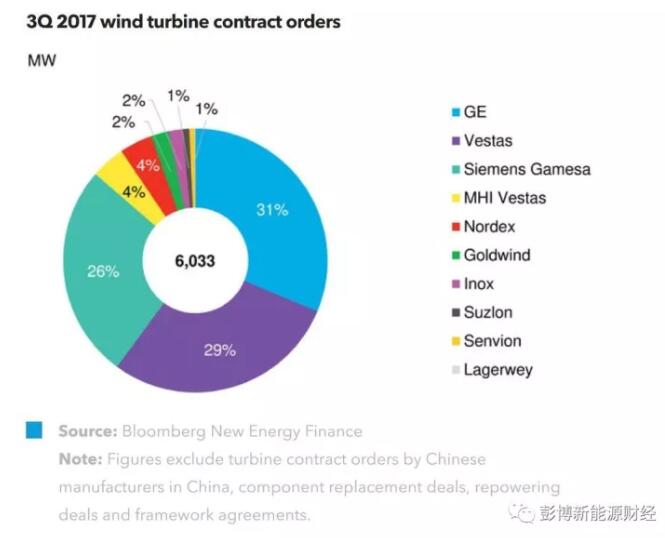 3Q 2017 wind turbine contract orders
MW
1%
2%
1%
2%
4%
4%
31%
26%
6,033
29%
GE
Vestas
Siemens Gamesa
MHI Vestas
Nordex
Goldwind
Inox
Suzlon
Senvion
Lagerwey
Source: Bloomberg New Energy Finance
Note: Figures exclude turbine contract orders by Chinese
manufacturers in China, component replacement deals, repowering
deals and framework agreements.
彭博新能源财经